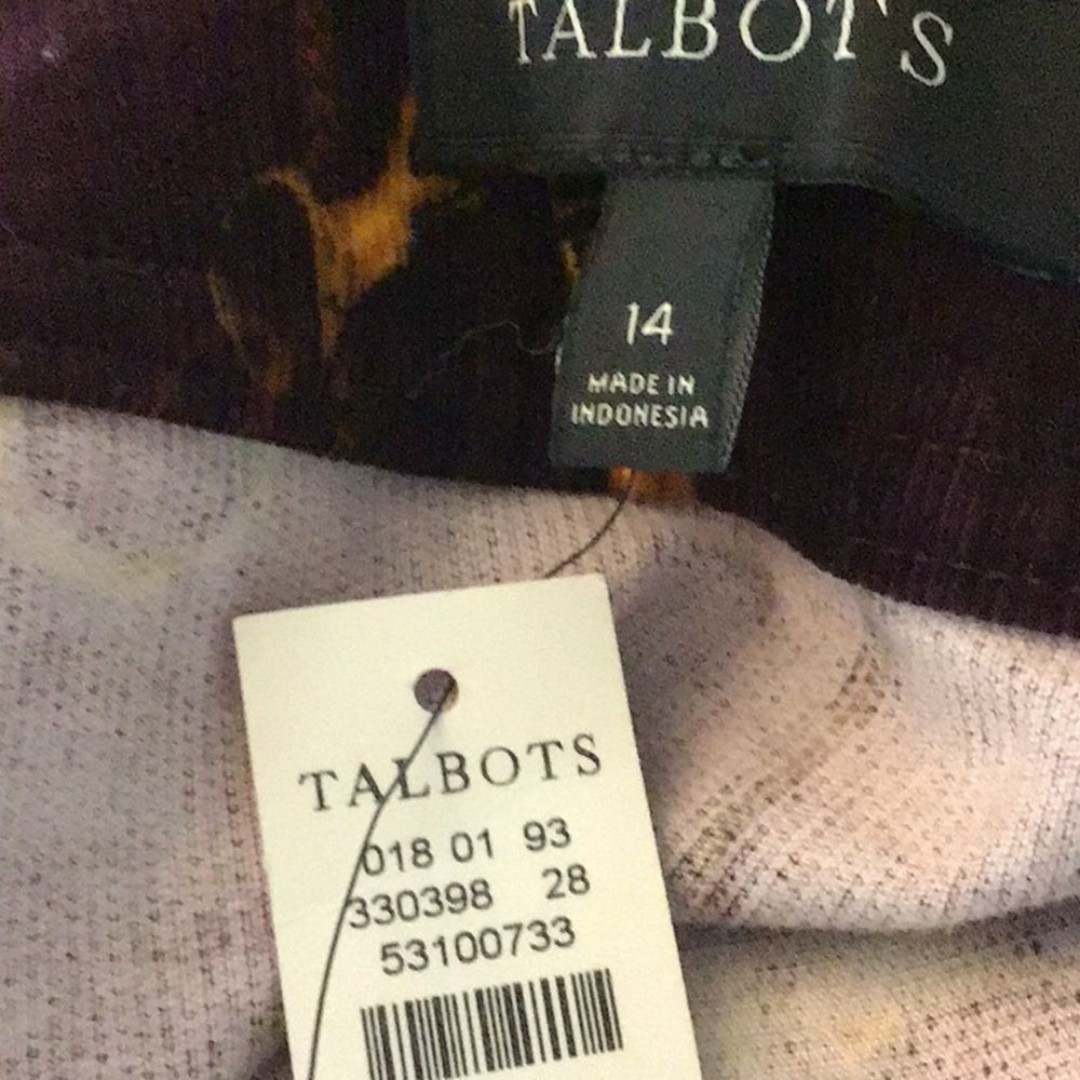 TALBOTS
14
MADE IN
INDONESIA
TALBOTS
018 01 93
330398 28
53100733